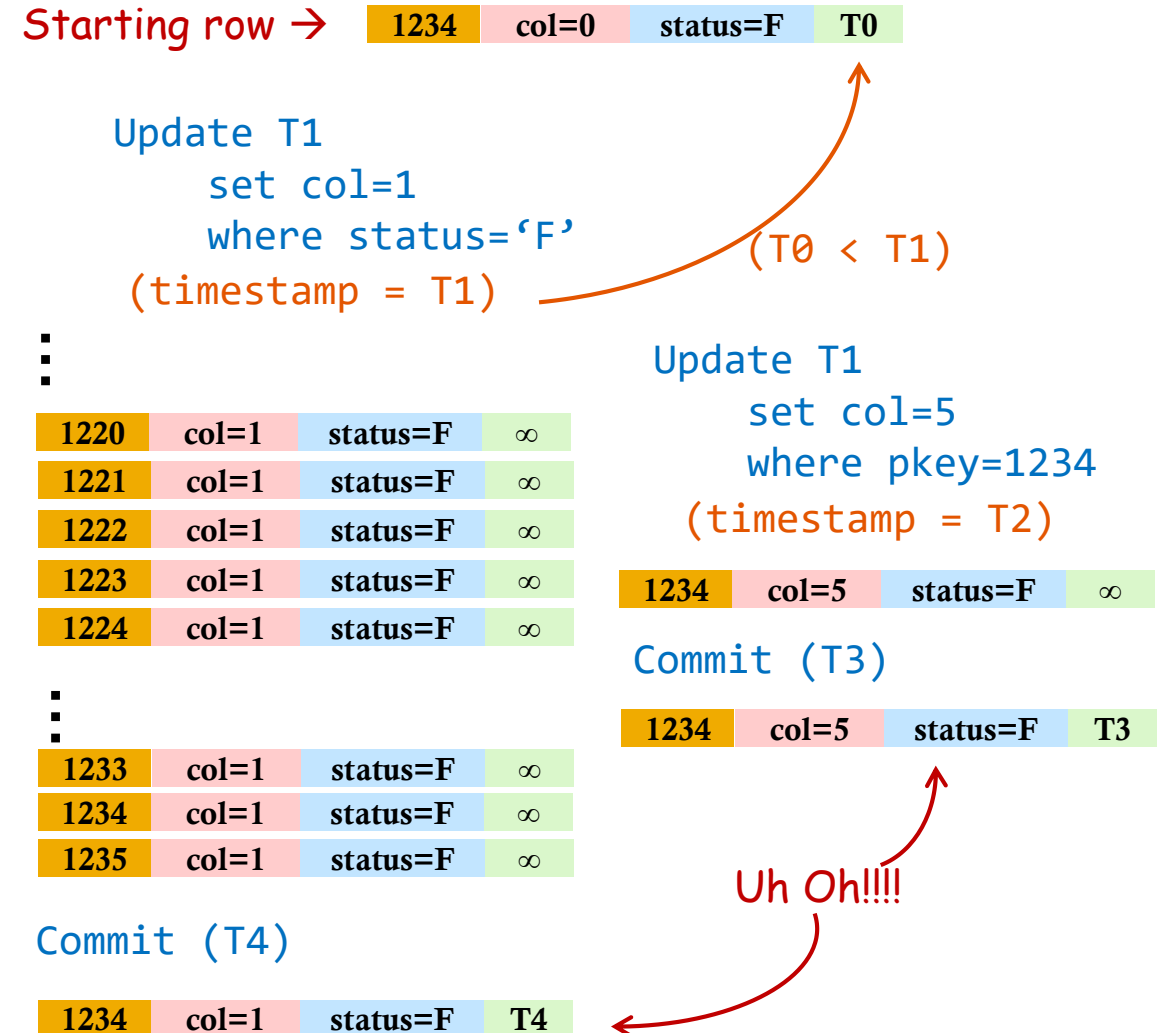 Starting row → 1234 col=0 status=F T0
Update T1
set col=1
where status=‘F’
(timestamp = T1)
(T0 < T1)
⋮
1220 col=1 status=F ∞
1221 col=1 status=F ∞
1222 col=1 status=F ∞
1223 col=1 status=F ∞
1224 col=1 status=F ∞
⋮
1233 col=1 status=F ∞
1234 col=1 status=F ∞
1235 col=1 status=F ∞
Commit (T4)
1234 col=1 status=F T4
Update T1
set col=5
where pkey=1234
(timestamp = T2)
1234 col=5 status=F ∞
Commit (T3)
1234 col=5 status=F T3
Uh Oh!!!!